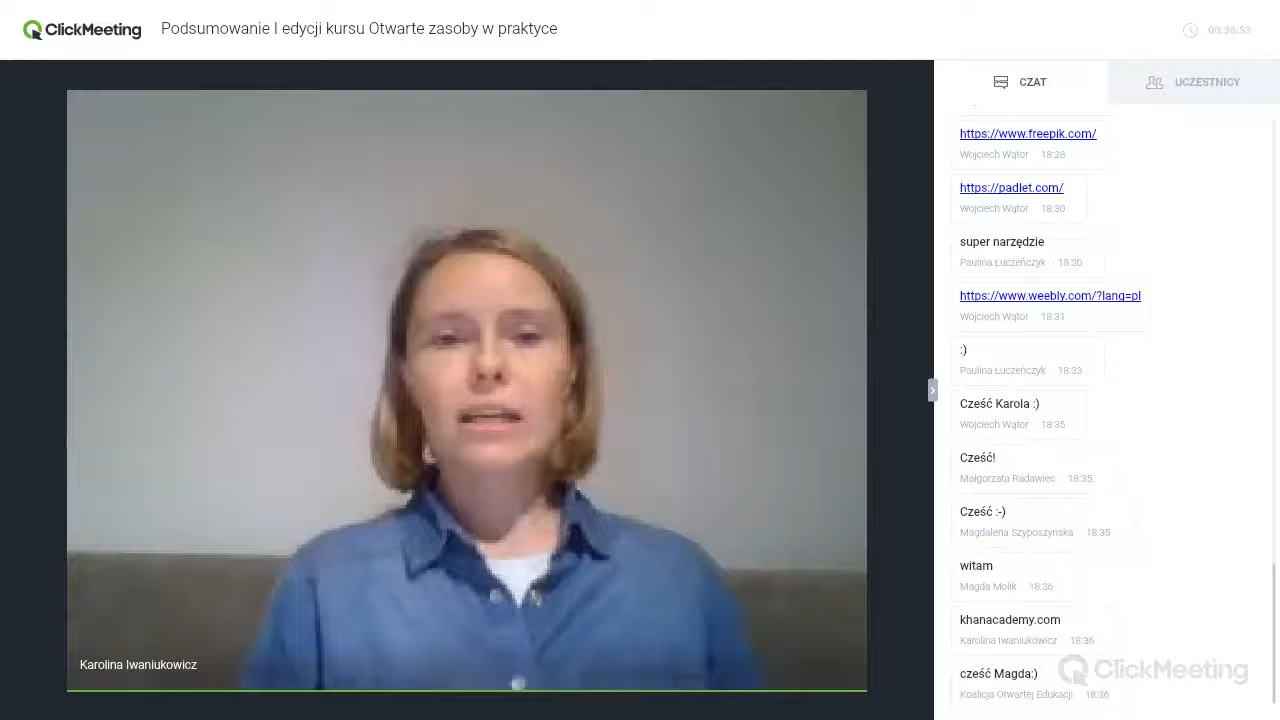 ClickMeeting
Podsumowanie I edycji kursu Otwarte zasoby w praktyce
00:38:53
CZAT
UCZESTNICY
https://www.freepik.com/
Wojciech Wątor 18:28
https://padlet.com/
Wojciech Wątor 18:30
super narzędzie
Paulina Łuczeńczyk 18:30
https://www.weebly.com/?lang=pl
Wojciech Wątor 18:31
:)
Paulina Łuczeńczyk 18:33
Cześć Karola :)
Wojciech Wątor 18:35
Cześć!
Małgorzata Radawiec 18:35
Cześć :-)
Magdalena Szyposzynska 18:35
witam
Magda Molik 18:36
khanacademy.com
Karolina Iwaniukowicz 18:36
cześć Magda:)
Koalicja Otwartej Edukacji 18:36
Karolina Iwaniukowicz
ClickMeeting